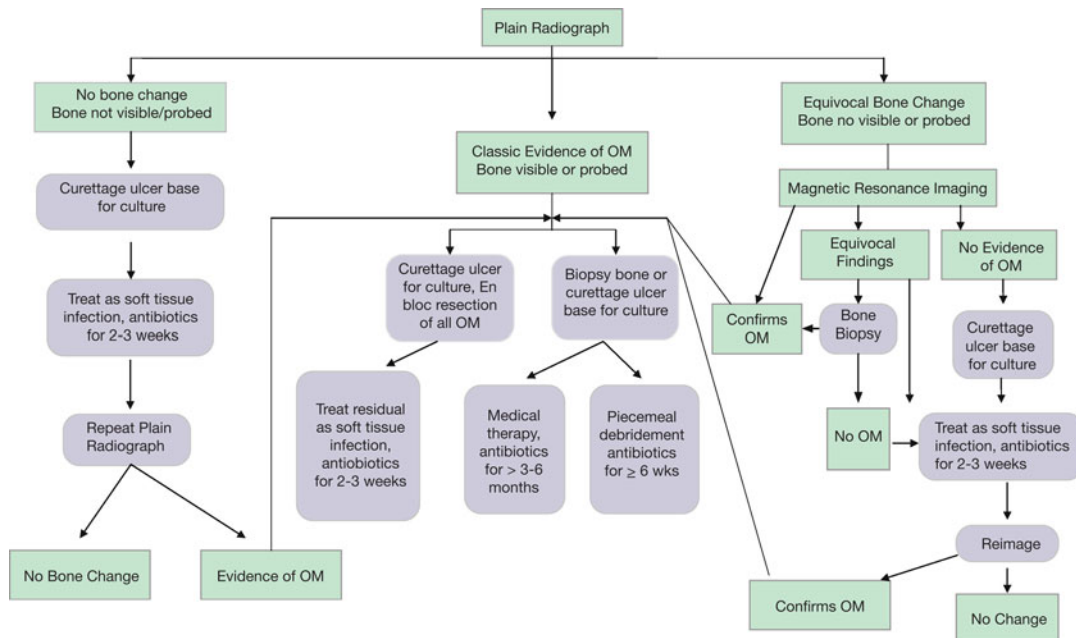 Plain Radiograph
No bone change
Bone not visible/probed
Equivocal Bone Change
Bone no visible or probed
Classic Evidence of OM
Bone visible or probed
Curettage ulcer base
for culture
Magnetic Resonance Imaging
Equivocal
Findings
No Evidence
of OM
Curettage ulcer
for culture, En
bloc resection
of all OM
Biopsy bone or
curettage ulcer
base for culture
Treat as soft tissue
infection, antibiotics
for 2-3 weeks
Confirms
OM
Bone
Biopsy
Curettage
ulcer base
for culture
Treat residual
as soft tissue
infection,
antiobiotics
for 2-3 weeks
Medical
therapy,
antibiotics
for > 3-6
months
Piecemeal
debridement
antibiotics
for ≥ 6 wks
Repeat Plain
Radiograph
No OM
Treat as soft tissue
infection, antibiotics
for 2-3 weeks
Reimage
No Bone Change
Evidence of OM
Confirms OM
No Change